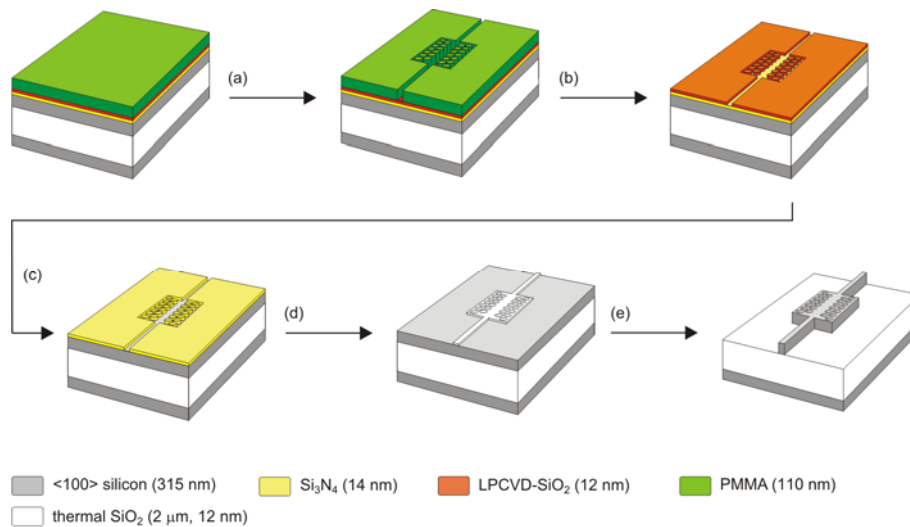 (a)
(b)
(c)
(d)
(e)
<100> silicon (315 nm)
Si₃N₄ (14 nm)
LPCVD-SiO₂ (12 nm)
PMMA (110 nm)
thermal SiO₂ (2 μm, 12 nm)